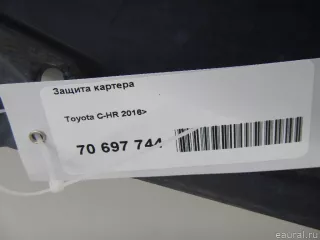 Защита картера
Toyota C-HR 2016>
70 697 744
eaural.ru